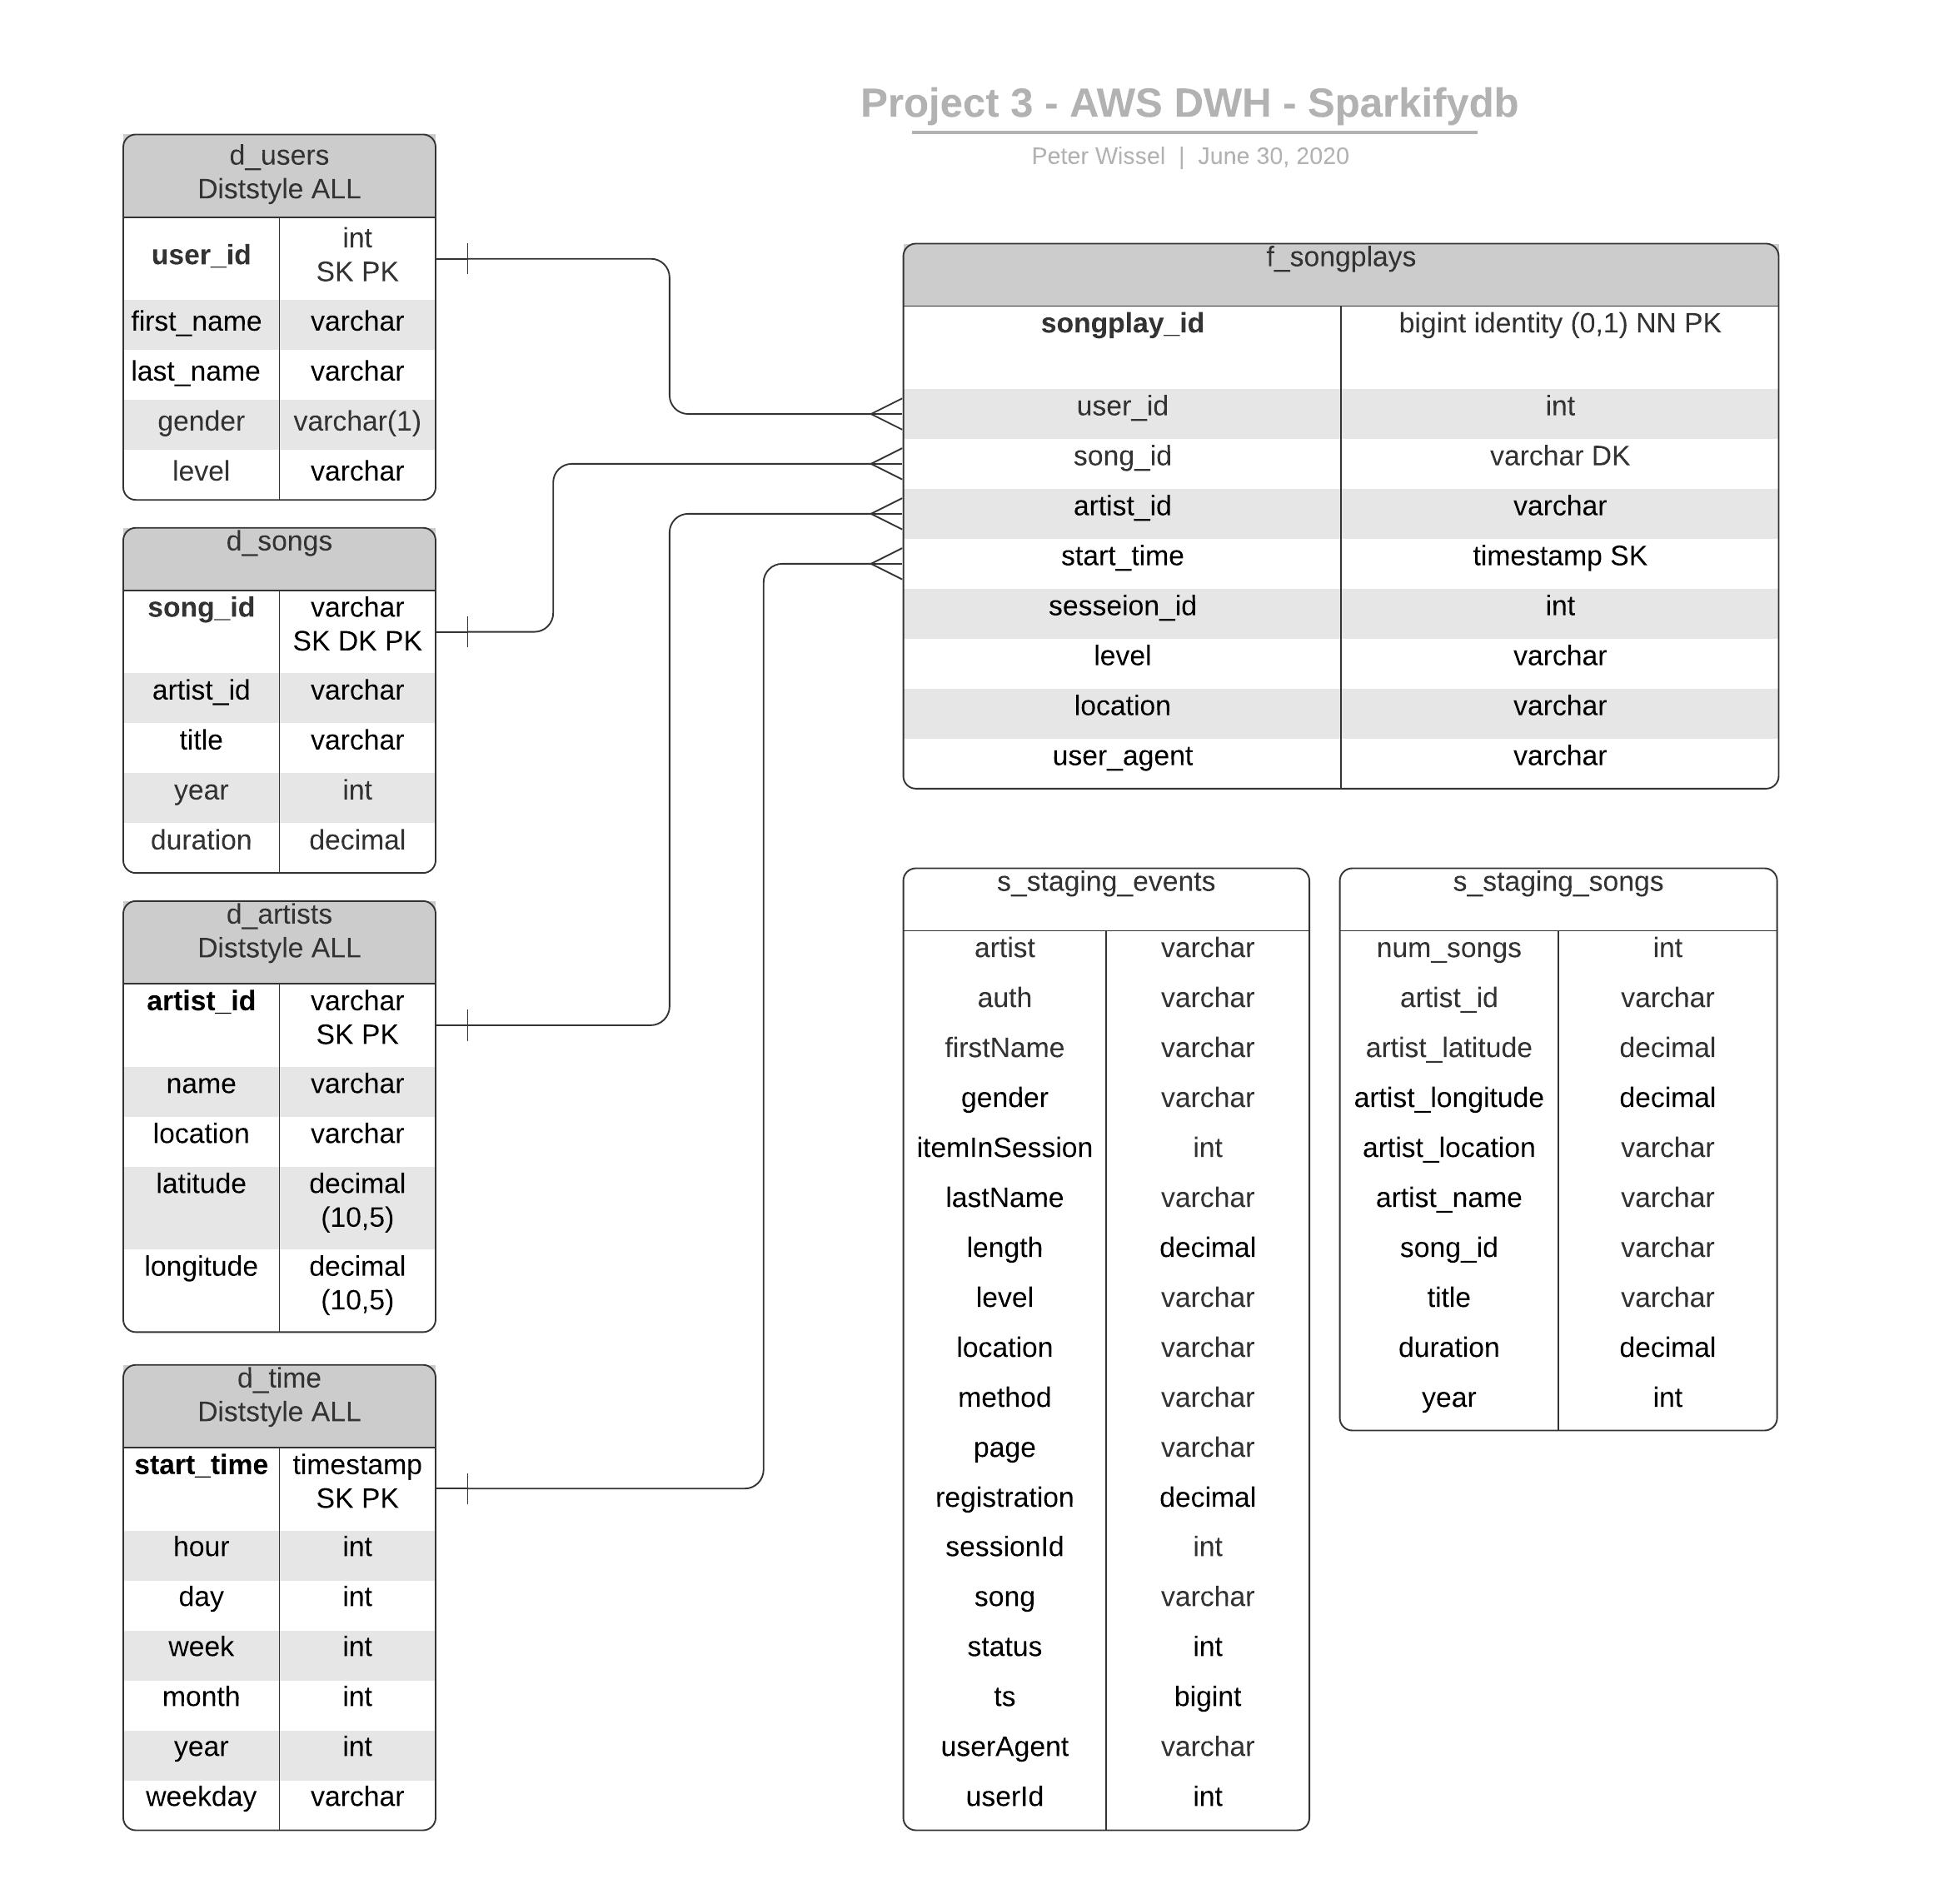 Project 3 - AWS DWH - Sparkifydb
Peter Wissel | June 30, 2020
d_users
Diststyle ALL
user_id
int
SK PK
first_name varchar
last_name varchar
gender varchar(1)
level varchar
d_songs
song_id varchar
SK DK PK
artist_id varchar
title varchar
year int
duration decimal
d_artists
Diststyle ALL
artist_id varchar
SK PK
name varchar
location varchar
latitude decimal
(10,5)
longitude decimal
(10,5)
d_time
Diststyle ALL
start_time timestamp
SK PK
hour int
day int
week int
month int
year int
weekday varchar
f_songplays
songplay_id bigint identity (0,1) NN PK
user_id int
song_id varchar DK
artist_id varchar
start_time timestamp SK
sesseion_id int
level varchar
location varchar
user_agent varchar
s_staging_events
artist varchar
auth varchar
firstName varchar
gender varchar
itemInSession int
lastName varchar
length decimal
level varchar
location varchar
method varchar
page varchar
registration decimal
sessionId int
song varchar
status int
ts bigint
userAgent varchar
userId int
s_staging_songs
num_songs int
artist_id varchar
artist_latitude decimal
artist_longitude decimal
artist_location varchar
artist_name varchar
song_id varchar
title varchar
duration decimal
year int